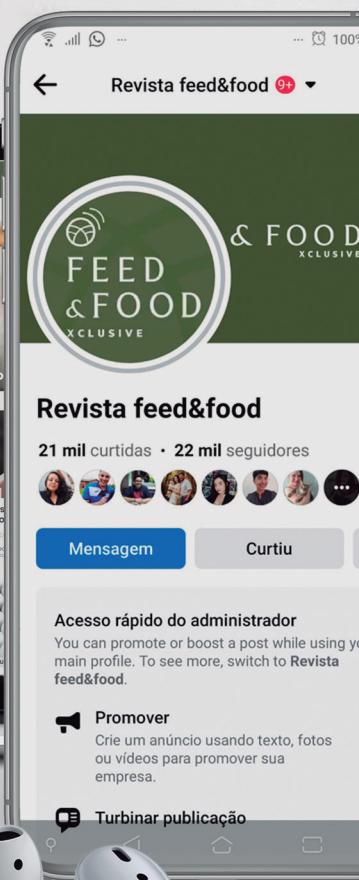 100%
Revista feed&food 9+
& FOOD
XCLUSIVE
FEED
& FOOD
XCLUSIVE
Revista feed&food
21 mil curtidas • 22 mil seguidores
Mensagem
Curtiu
Acesso rápido do administrador
You can promote or boost a post while using
main profile. To see more, switch to Revista
feed&food.
Promover
Crie um anúncio usando texto, fotos
ou vídeos para promover sua
empresa.
Turbinar publicação